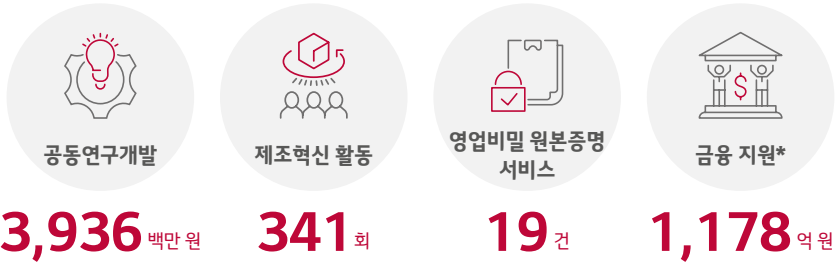 공동연구개발
3,936 백만 원
제조혁신 활동
341 회
영업비밀 원본증명
서비스
19 건
금융 지원*
1,178 억 원